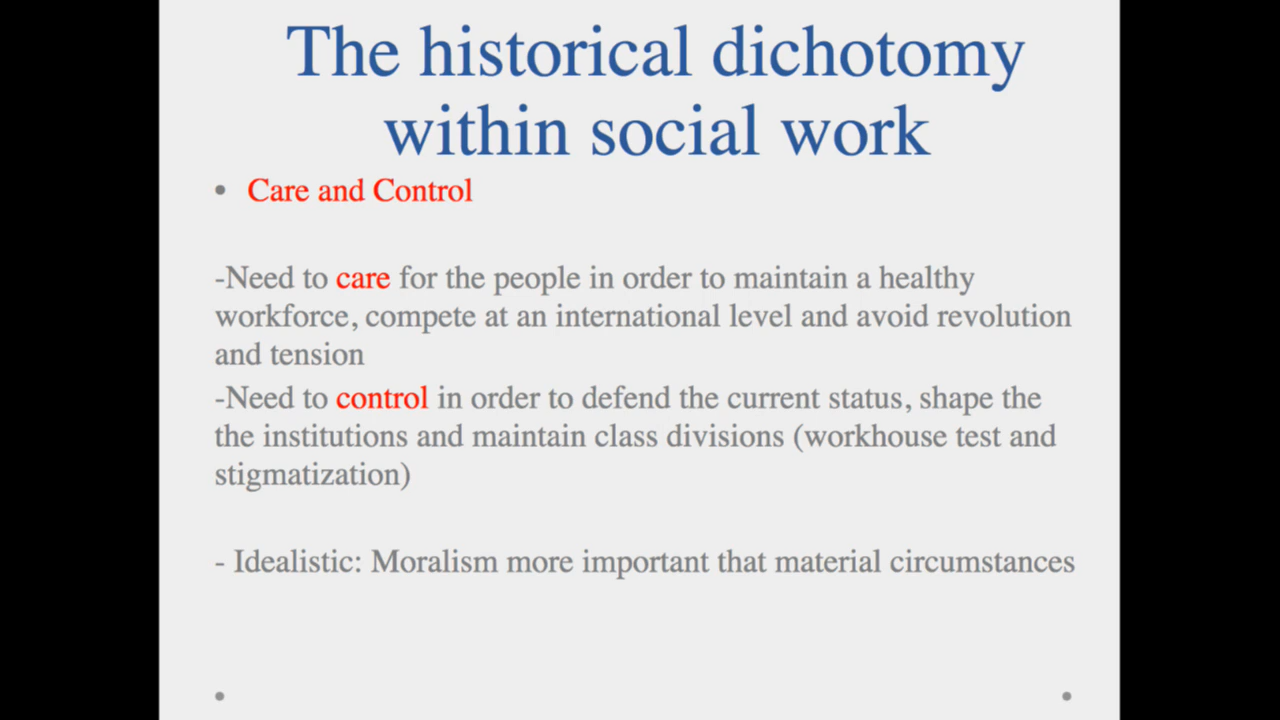 The historical dichotomy
within social work
• Care and Control
-Need to care for the people in order to maintain a healthy
workforce, compete at an international level and avoid revolution
and tension
-Need to control in order to defend the current status, shape the
the institutions and maintain class divisions (workhouse test and
stigmatization)
- Idealistic: Moralism more important that material circumstances